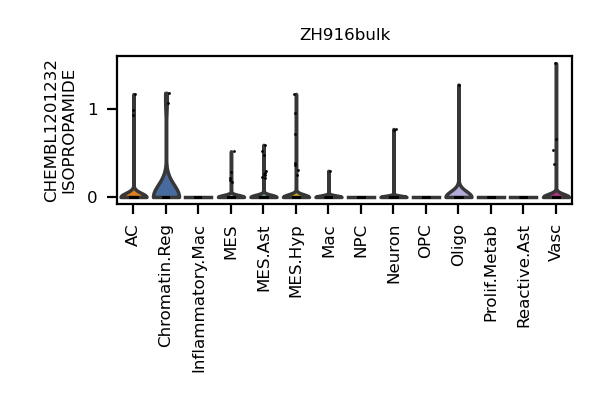 ZH916bulk
CHEMBL1201232
ISOPROPAMIDE
1
0
AC
Chromatin.Reg
Inflammatory.Mac
MES
MES.Ast
MES.Hyp
Mac
NPC
Neuron
OPC
Oligo
Prolif.Metab
Reactive.Ast
Vasc